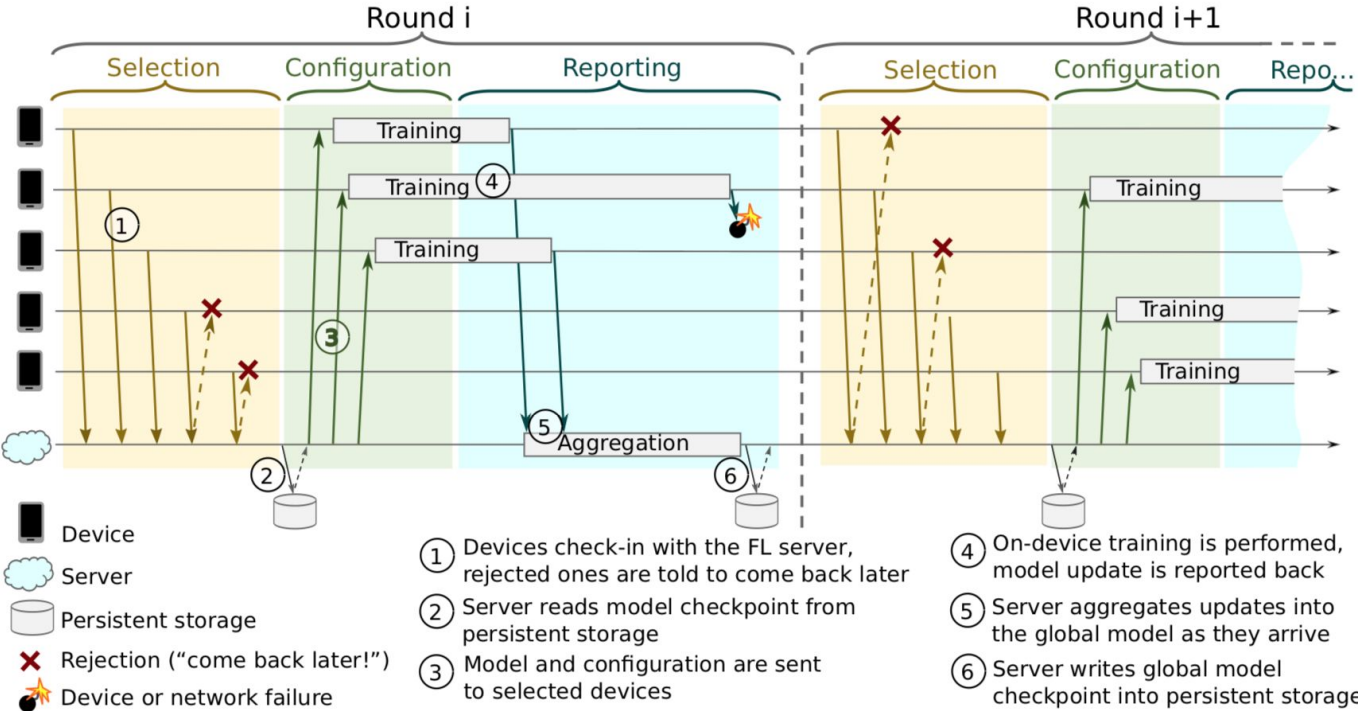 Round i
Round i+1
Selection
Configuration
Reporting
Selection
Configuration
Repo...
Training
Training
4
Training
1
3
Training
Training
Training
5
Aggregation
2
6
Device
Server
Persistent storage
Rejection (“come back later!”)
Device or network failure
1
Devices check-in with the FL server,
rejected ones are told to come back later
2
Server reads model checkpoint from
persistent storage
3
Model and configuration are sent
to selected devices
4
On-device training is performed,
model update is reported back
5
Server aggregates updates into
the global model as they arrive
6
Server writes global model
checkpoint into persistent storage